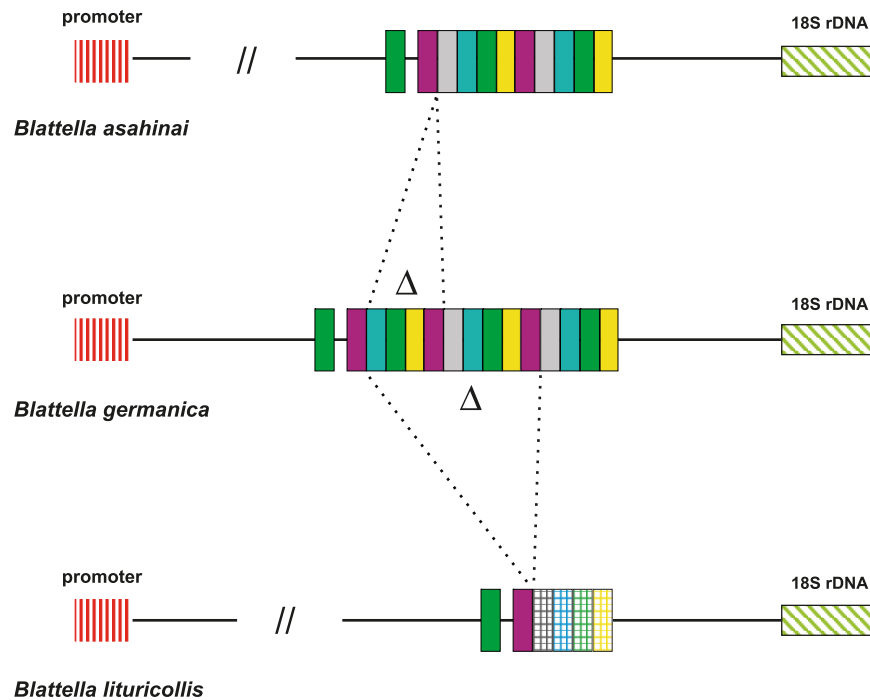 promoter
18S rDNA
//
Blattella asahinai
Δ
promoter
18S rDNA
Δ
Blattella germanica
promoter
18S rDNA
//
Blattella lituricollis